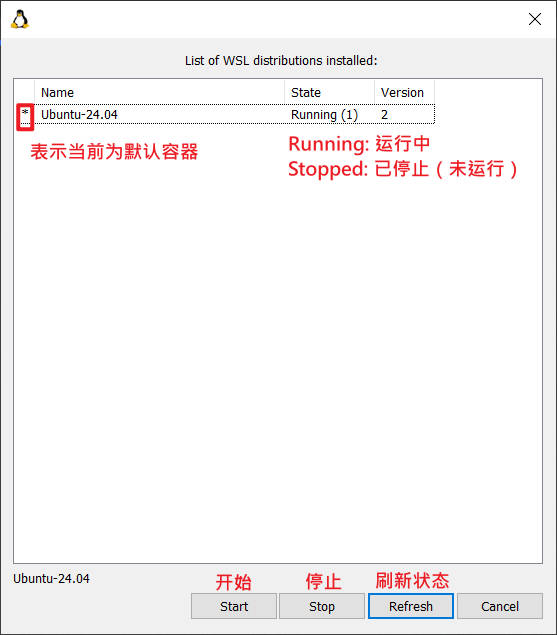 List of WSL distributions installed:
Name State Version
* Ubuntu-24.04 Running (1) 2
表示当前为默认容器
Running: 运行中
Stopped: 已停止（未运行）
Ubuntu-24.04
开始 停止 刷新状态
Start Stop Refresh Cancel